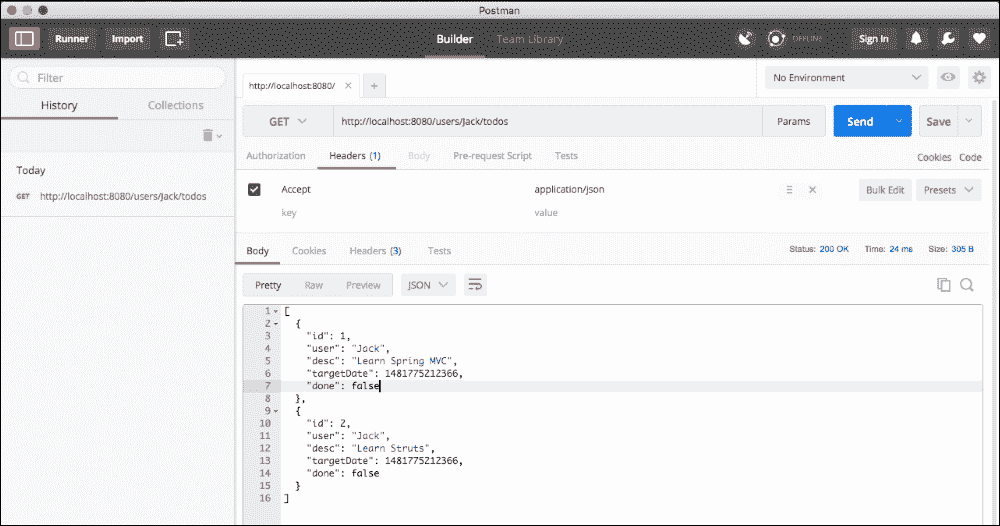 Postman
Runner Import Builder Team Library OFFLINE Sign In
Filter
History Collections
Today
GET http://localhost:8080/users/Jack/todos
http://localhost:8080/ No Environment
GET http://localhost:8080/users/Jack/todos Params Send Save
Authorization Headers (1) Body Pre-request Script Tests Cookies Code
Accept application/json Bulk Edit Presets
key value
Body Cookies Headers (3) Tests Status: 200 OK Time: 24 ms Size: 305 B
Pretty Raw Preview JSON
1 [
2 {
3 "id": 1,
4 "user": "Jack",
5 "desc": "Learn Spring MVC",
6 "targetDate": 1481775212366,
7 "done": false
8 },
9 {
10 "id": 2,
11 "user": "Jack",
12 "desc": "Learn Struts",
13 "targetDate": 1481775212366,
14 "done": false
15 }
16 ]